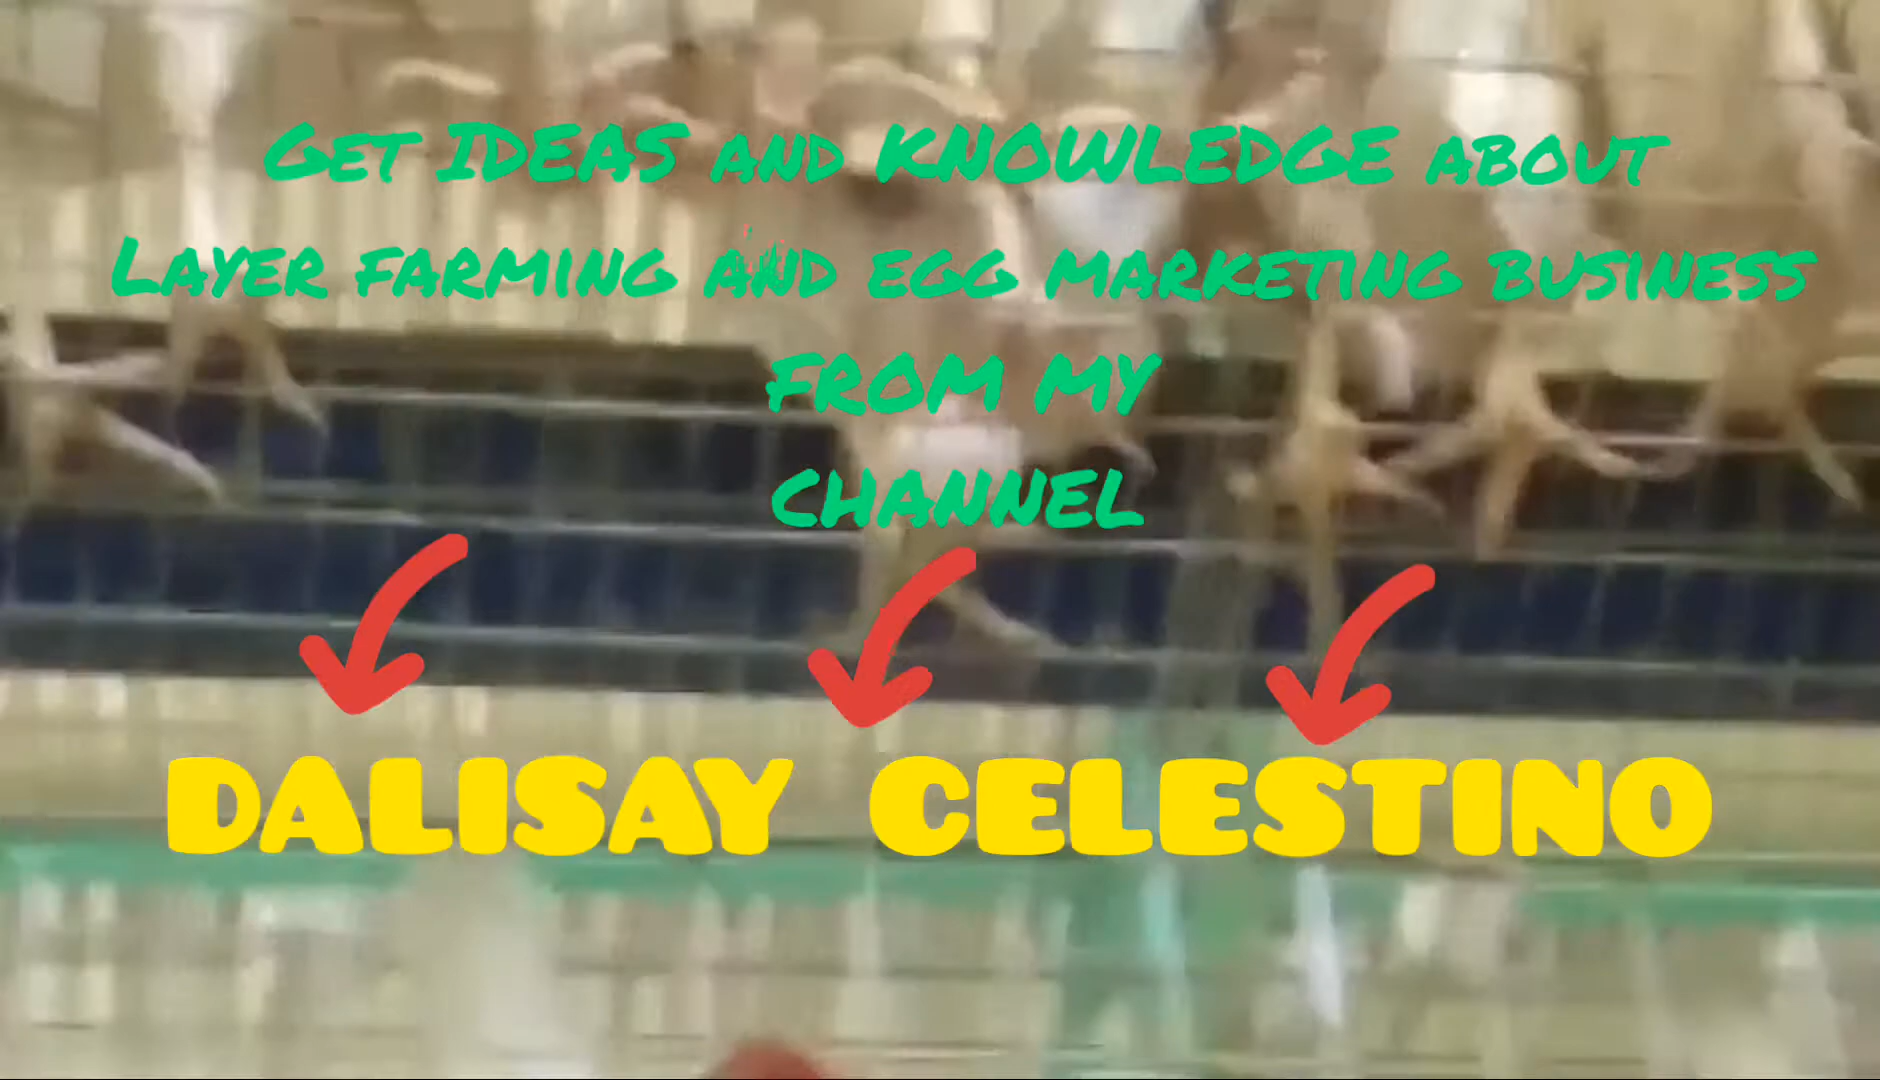 Get IDEAS and KNOWLEDGE about
Layer farming and egg marketing business
from my
channel
DALISAY CELESTINO